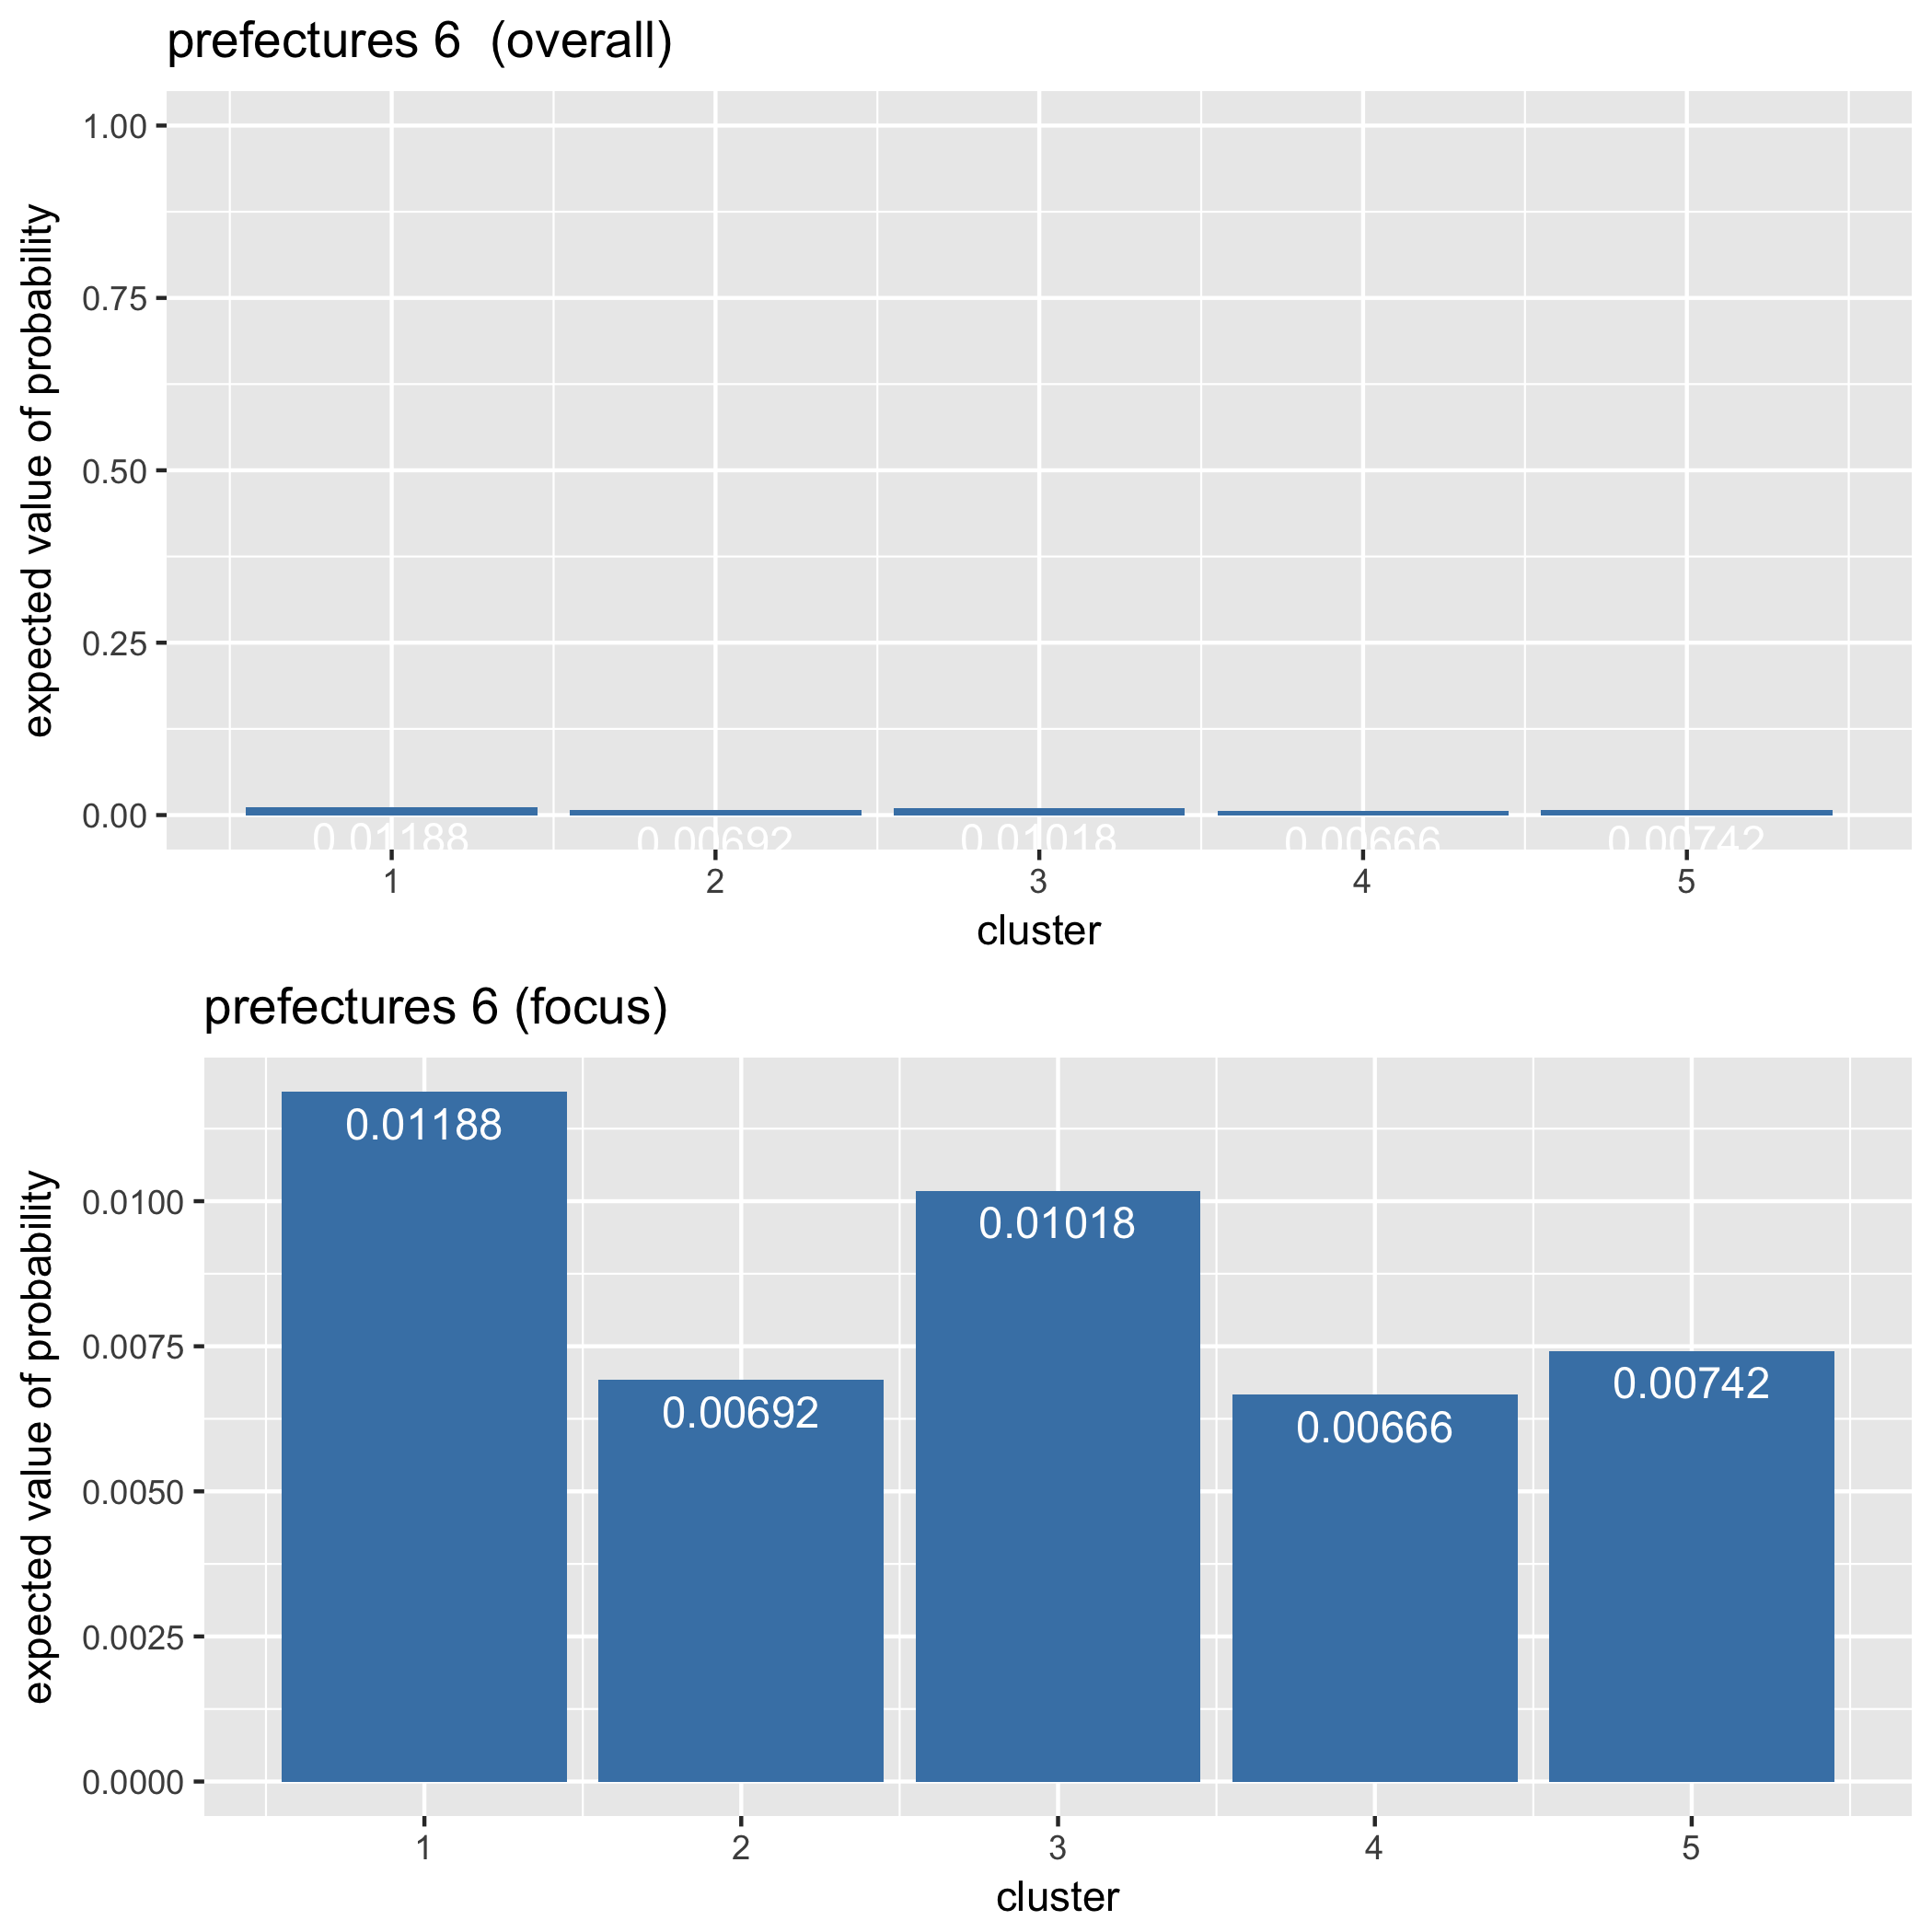 prefectures 6  (overall)
expected value of probability
1.00
0.75
0.50
0.25
0.00
0.01188 0.00692 0.01018 0.00666 0.00742
1 2 3 4 5
cluster
prefectures 6 (focus)
expected value of probability
0.01188
0.00692
0.01018
0.00666
0.00742
0.0100
0.0075
0.0050
0.0025
0.0000
1 2 3 4 5
cluster